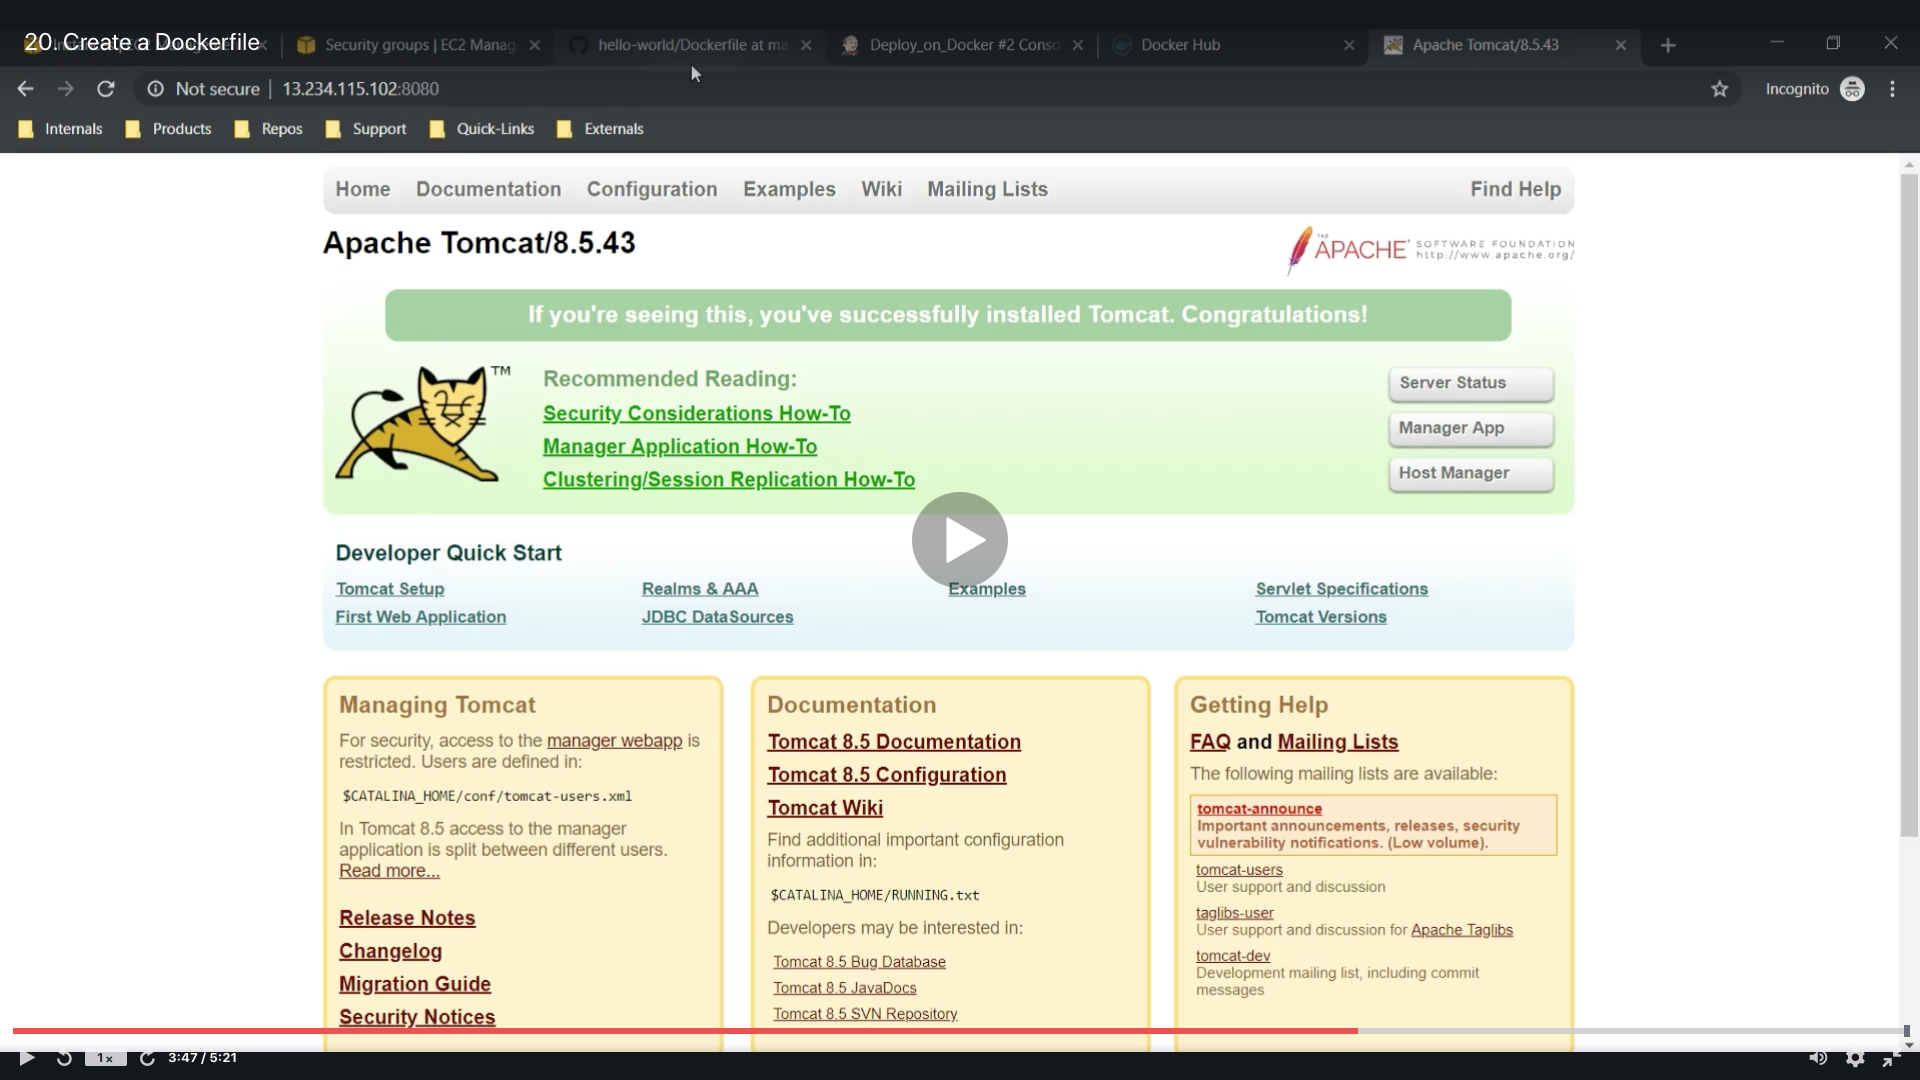 20. Create a Dockerfile
Security groups | EC2 Manag
hello-world/Dockerfile at ma
Deploy_on_Docker #2 Conso
Docker Hub
Apache Tomcat/8.5.43
Not secure | 13.234.115.102:8080
Incognito
Internals Products Repos Support Quick-Links Externals
Home Documentation Configuration Examples Wiki Mailing Lists Find Help
Apache Tomcat/8.5.43
THE APACHE SOFTWARE FOUNDATION
http://www.apache.org/
If you're seeing this, you've successfully installed Tomcat. Congratulations!
TM
Recommended Reading:
Security Considerations How-To
Manager Application How-To
Clustering/Session Replication How-To
Server Status
Manager App
Host Manager
Developer Quick Start
Tomcat Setup
First Web Application
Realms & AAA
JDBC DataSources
Examples
Servlet Specifications
Tomcat Versions
Managing Tomcat
For security, access to the manager webapp is
restricted. Users are defined in:
$CATALINA_HOME/conf/tomcat-users.xml
In Tomcat 8.5 access to the manager
application is split between different users.
Read more...
Release Notes
Changelog
Migration Guide
Security Notices
Documentation
Tomcat 8.5 Documentation
Tomcat 8.5 Configuration
Tomcat Wiki
Find additional important configuration
information in:
$CATALINA_HOME/RUNNING.txt
Developers may be interested in:
Tomcat 8.5 Bug Database
Tomcat 8.5 JavaDocs
Tomcat 8.5 SVN Repository
Getting Help
FAQ and Mailing Lists
The following mailing lists are available:
tomcat-announce
Important announcements, releases, security
vulnerability notifications. (Low volume).
tomcat-users
User support and discussion
taglibs-user
User support and discussion for Apache Taglibs
tomcat-dev
Development mailing list, including commit
messages
1x
3:47 / 5:21